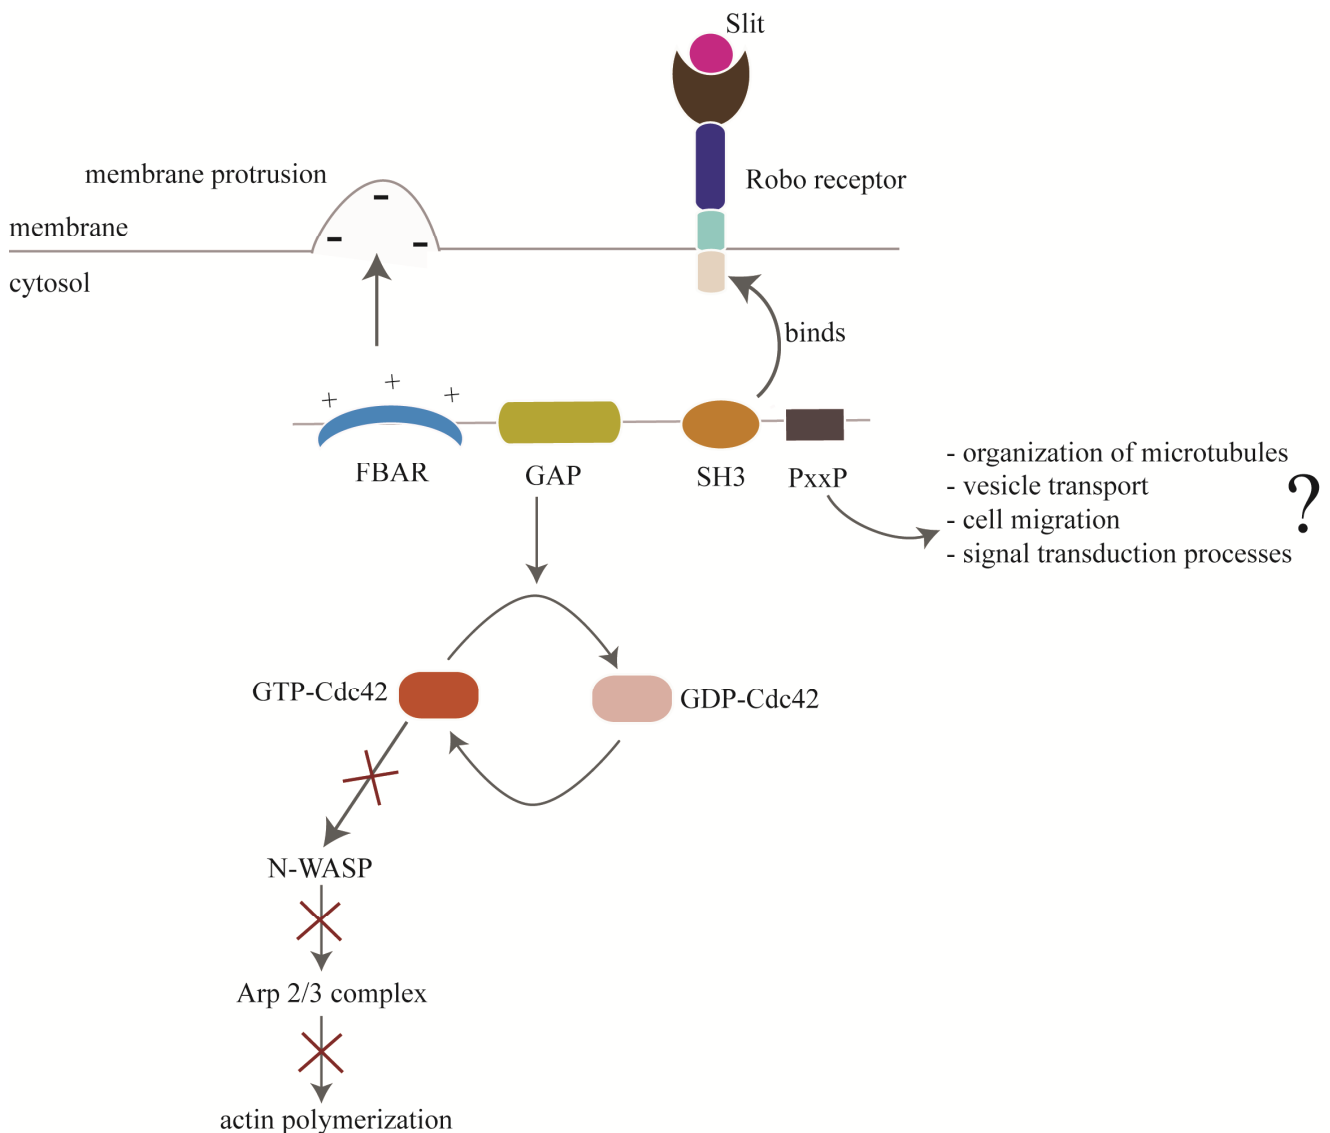 Slit
membrane protrusion
Robo receptor
membrane
cytosol
binds
+ + +
FBAR
GAP
SH3
PxxP
- organization of microtubules
- vesicle transport
- cell migration
- signal transduction processes
?
GTP-Cdc42
GDP-Cdc42
N-WASP
Arp 2/3 complex
actin polymerization